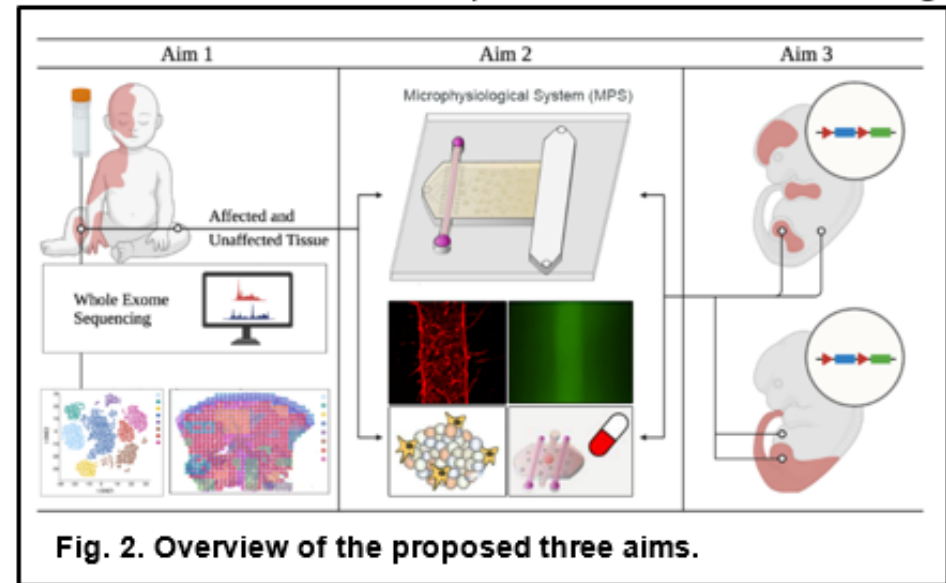 Aim 1
Aim 2
Aim 3
Microphysiological System (MPS)
Affected and
Unaffected Tissue
Whole Exome
Sequencing
Fig. 2. Overview of the proposed three aims.